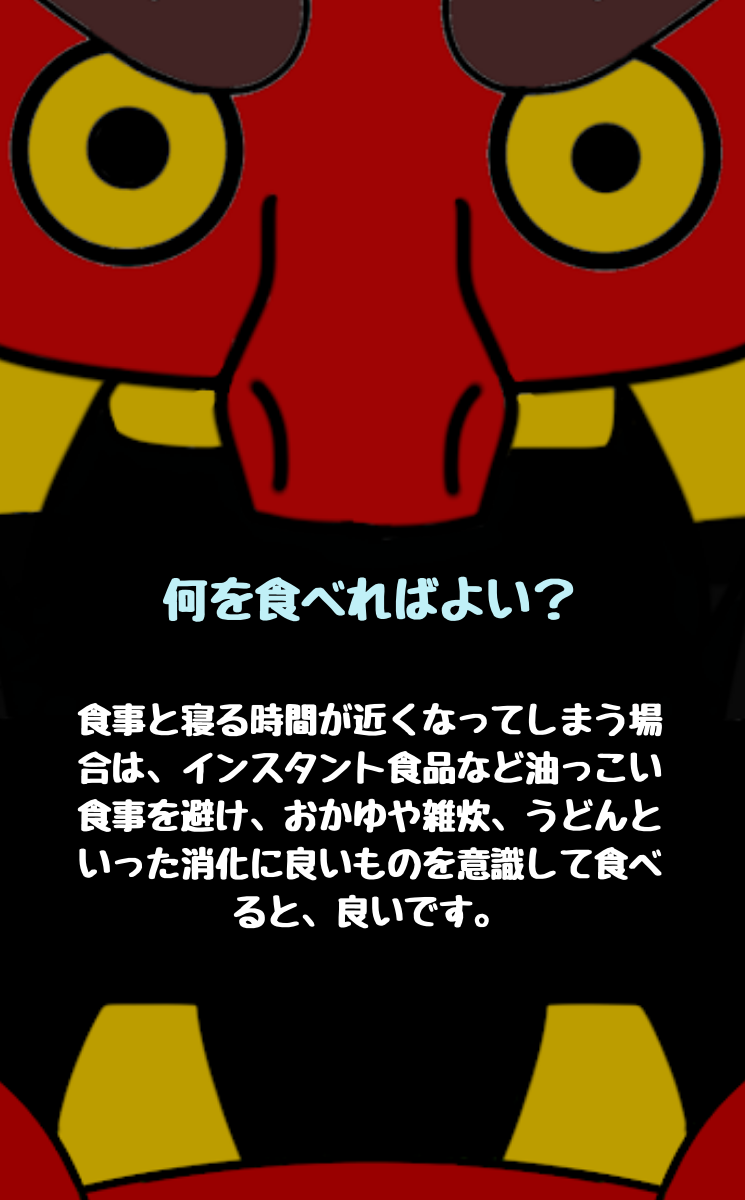 何を食べればよい？
食事と寝る時間が近くなってしまう場
合は、インスタント食品など油っこい
食事を避け、おかゆや雑炊、うどんと
いった消化に良いものを意識して食べ
ると、良いです。